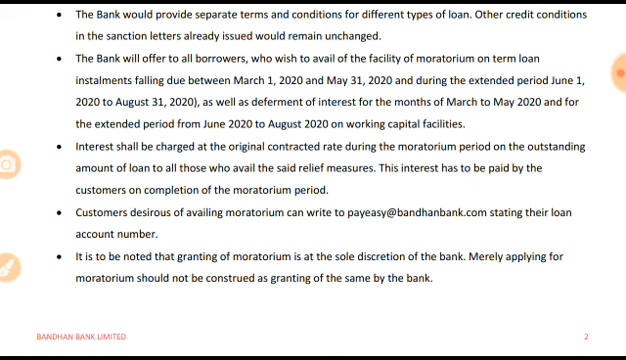 • The Bank would provide separate terms and conditions for different types of loan. Other credit conditions
in the sanction letters already issued would remain unchanged.
• The Bank will offer to all borrowers, who wish to avail of the facility of moratorium on term loan
instalments falling due between March 1, 2020 and May 31, 2020 and during the extended period June 1,
2020 to August 31, 2020), as well as deferment of interest for the months of March to May 2020 and for
the extended period from June 2020 to August 2020 on working capital facilities.
• Interest shall be charged at the original contracted rate during the moratorium period on the outstanding
amount of loan to all those who avail the said relief measures. This interest has to be paid by the
customers on completion of the moratorium period.
• Customers desirous of availing moratorium can write to payeasy@bandhanbank.com stating their loan
account number.
• It is to be noted that granting of moratorium is at the sole discretion of the bank. Merely applying for
moratorium should not be construed as granting of the same by the bank.
BANDHAN BANK LIMITED 2